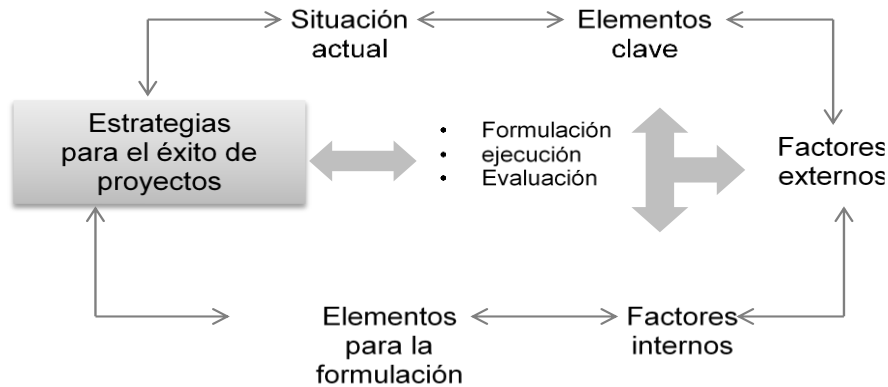 Situación
actual
Elementos
clave
Estrategias
para el éxito de
proyectos
• Formulación
• ejecución
• Evaluación
Factores
externos
Elementos
para la
formulación
Factores
internos